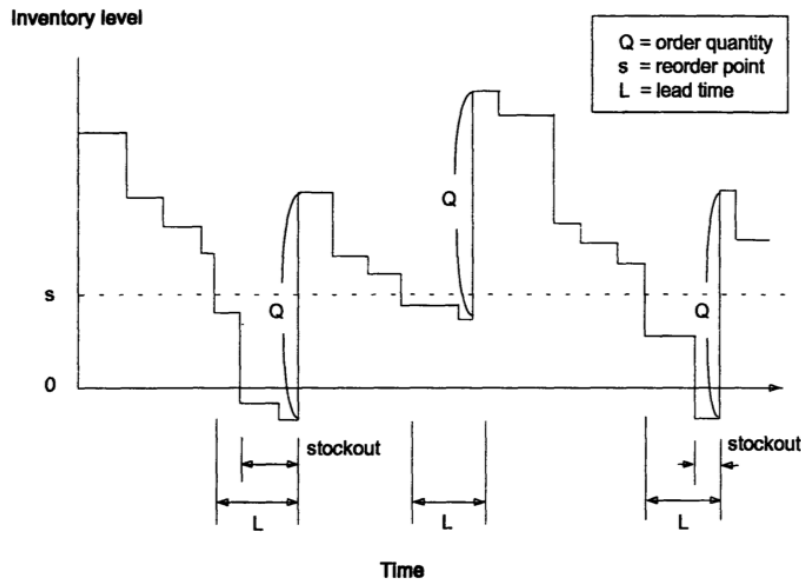 Inventory level
Q = order quantity
s = reorder point
L = lead time
Q
s
Q
Q
0
stockout
stockout
L
L
L
Time